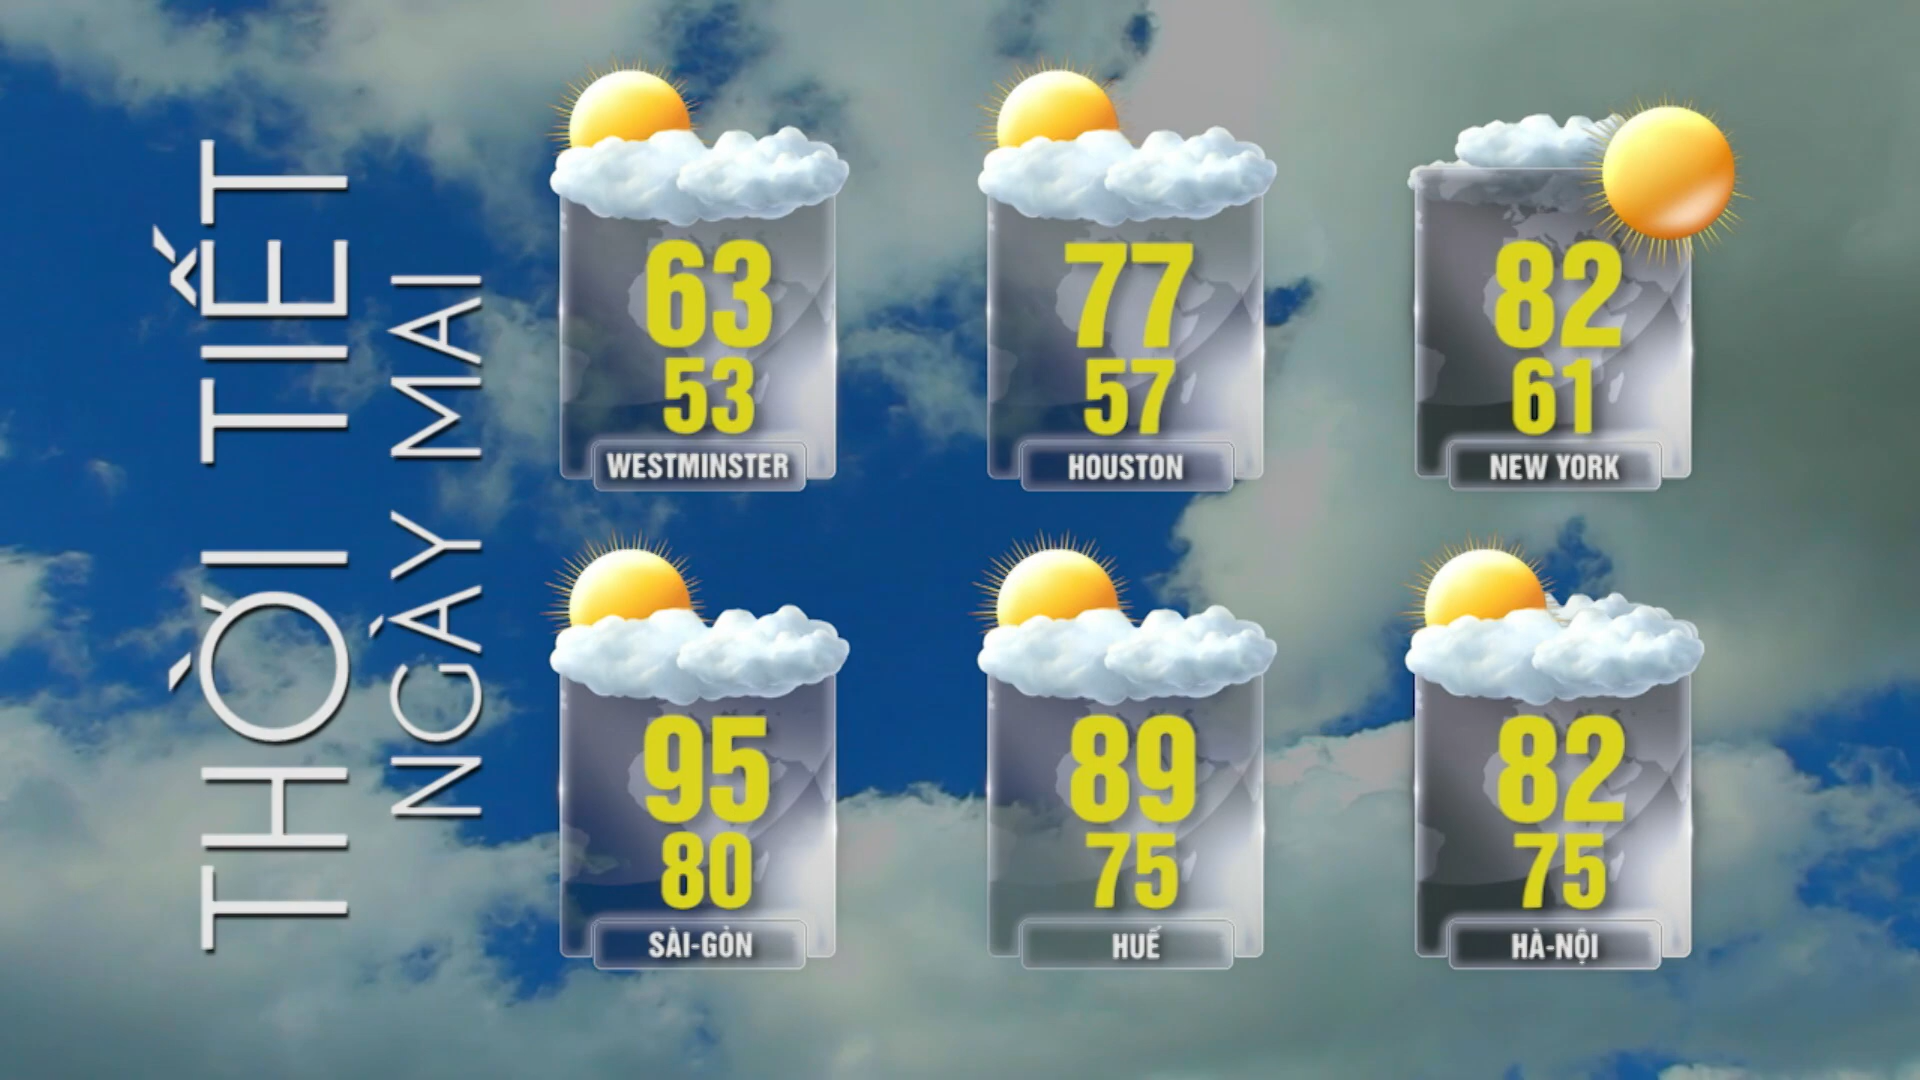 THỜI TIẾT
NGÀY MAI
63
53
WESTMINSTER
77
57
HOUSTON
82
61
NEW YORK
95
80
SÀI-GÒN
89
75
HUẾ
82
75
HÀ-NỘI